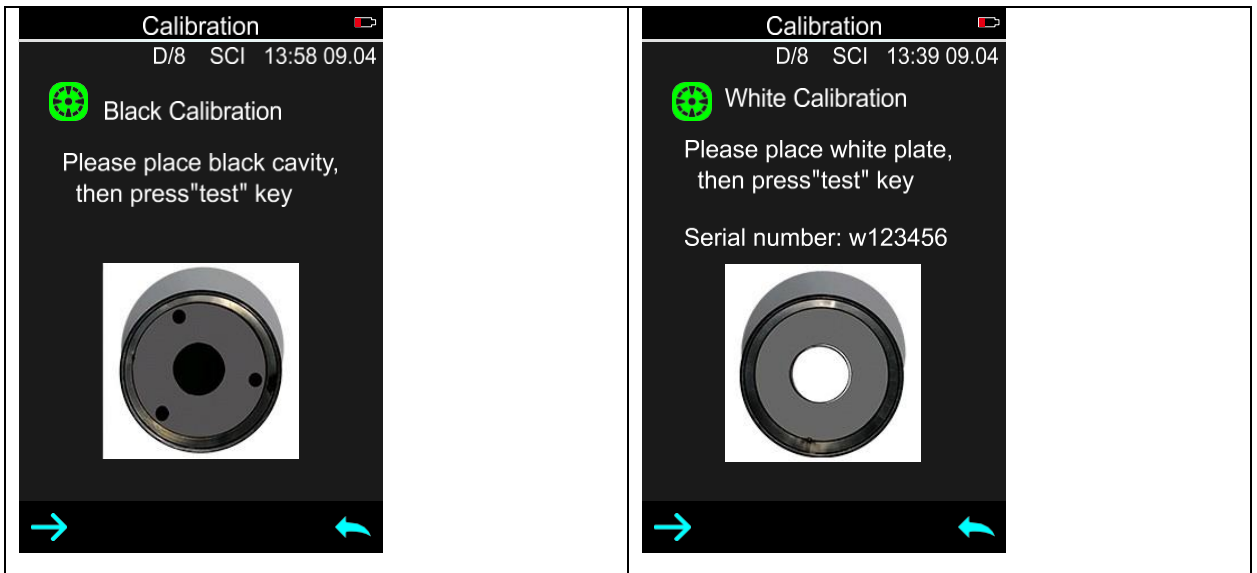 Calibration
D/8 SCI 13:58 09.04
Black Calibration
Please place black cavity,
then press"test" key
Calibration
D/8 SCI 13:39 09.04
White Calibration
Please place white plate,
then press"test" key
Serial number: w123456